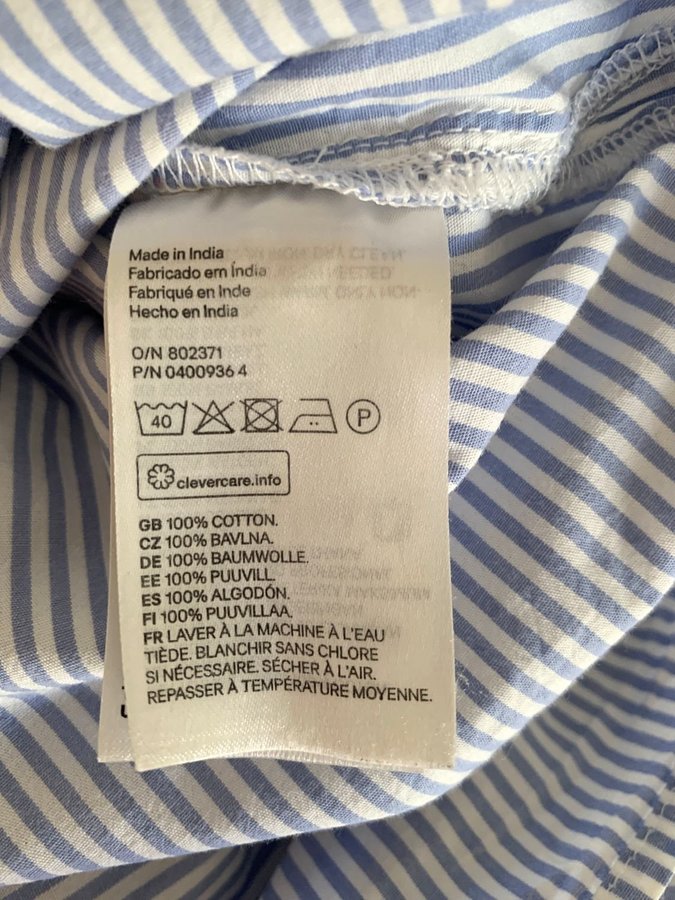 Made in India
Fabricado em Índia
Fabriqué en Inde
Hecho en India
O/N 802371
P/N 0400936 4
40 P
clevercare.info
GB 100% COTTON.
CZ 100% BAVLNA.
DE 100% BAUMWOLLE.
EE 100% PUUVILL.
ES 100% ALGODÓN.
FI 100% PUUVILLAA.
FR LAVER À LA MACHINE À L'EAU
TIÈDE. BLANCHIR SANS CHLORE
SI NÉCESSAIRE. SÉCHER À L'AIR.
REPASSER À TEMPÉRATURE MOYENNE.